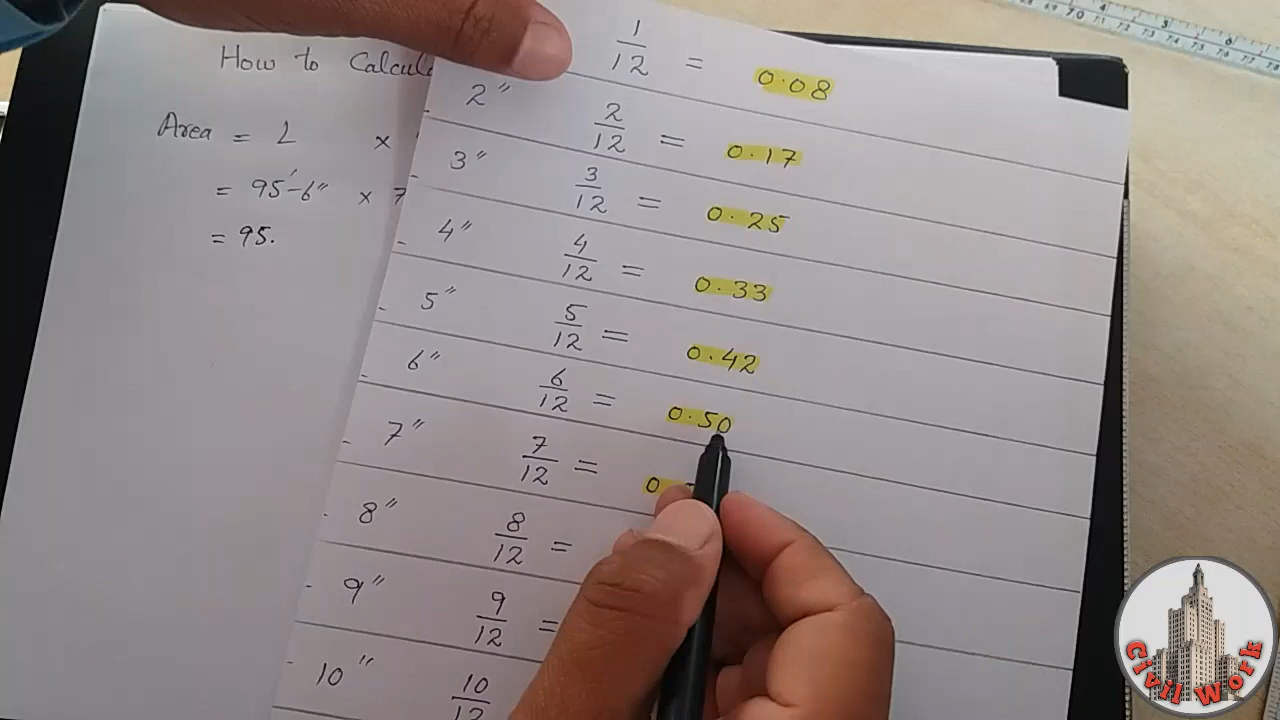 How to Calcul
Area = L ×
= 95'-6" × 7
= 95.
1/12 = 0.08
2" 2/12 = 0.17
3" 3/12 = 0.25
4" 4/12 = 0.33
5" 5/12 = 0.42
6" 6/12 = 0.50
7" 7/12 = 0.
8" 8/12 =
9" 9/12 =
10" 10/12
Civil Work